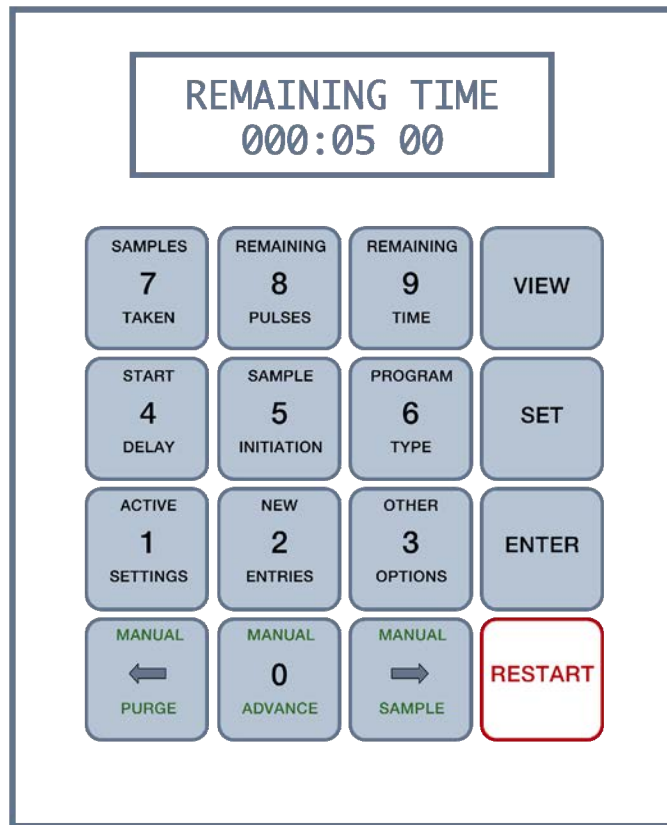 REMAINING TIME
000:05 00
SAMPLES
7
TAKEN
REMAINING
8
PULSES
REMAINING
9
TIME
VIEW
START
4
DELAY
SAMPLE
5
INITIATION
PROGRAM
6
TYPE
SET
ACTIVE
1
SETTINGS
NEW
2
ENTRIES
OTHER
3
OPTIONS
ENTER
MANUAL
PURGE
MANUAL
0
ADVANCE
MANUAL
SAMPLE
RESTART